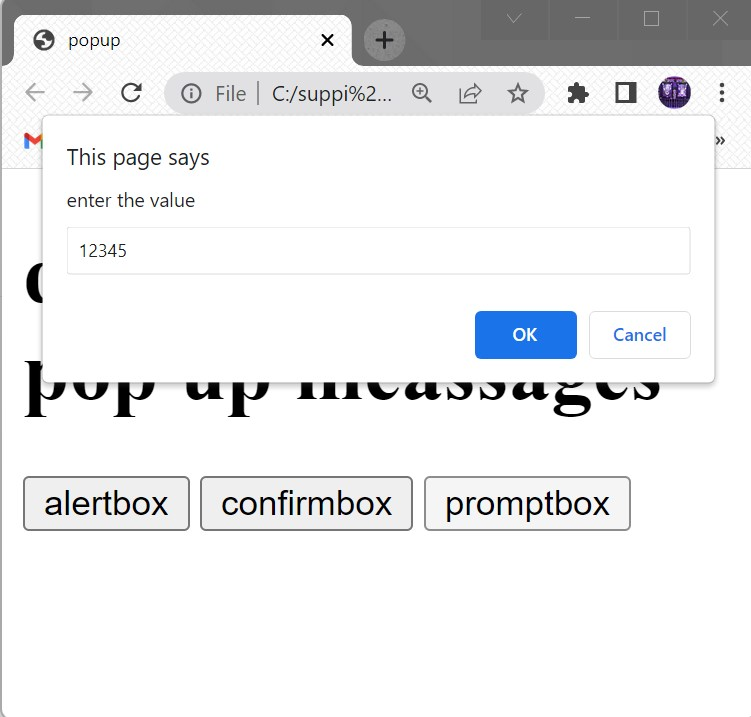 popup
File
C:/suppi%2...
»
This page says
enter the value
12345
OK Cancel
pop up meassages
alertbox confirmbox promptbox